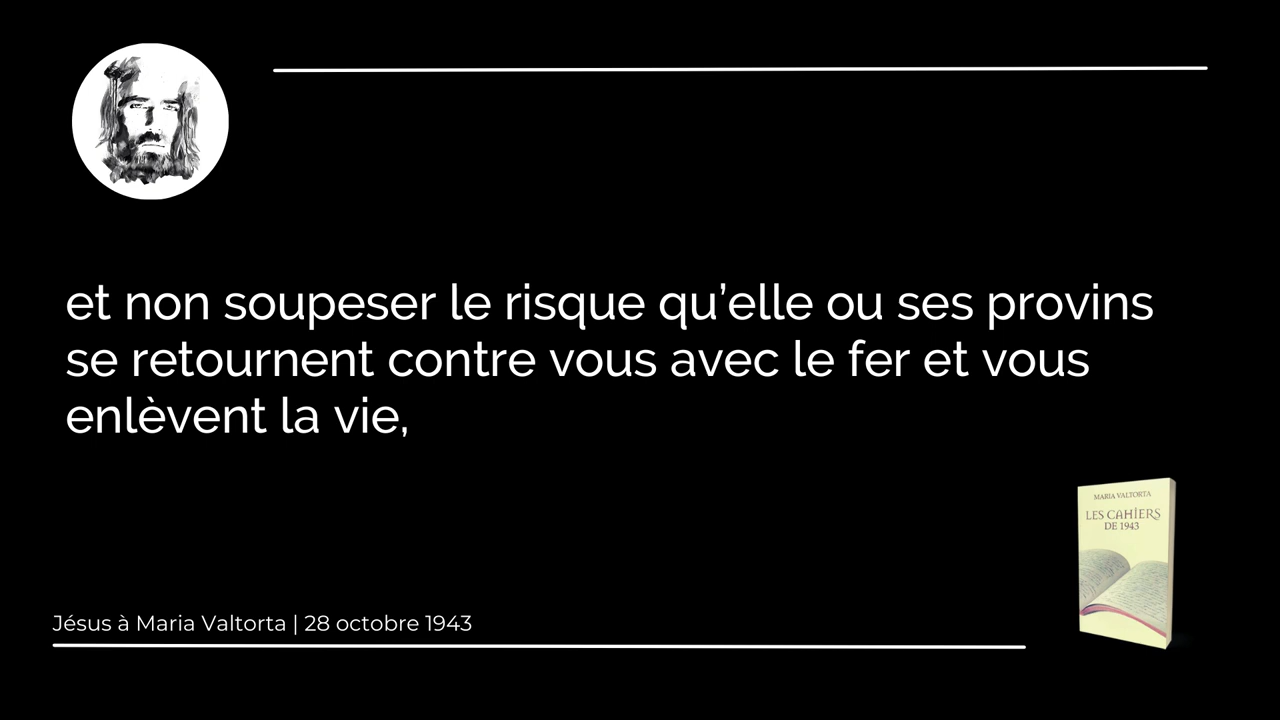 et non soupeser le risque qu’elle ou ses provins
se retournent contre vous avec le fer et vous
enlèvent la vie,
MARIA VALTORTA
LES CAHIERS
DE 1943
Jésus à Maria Valtorta | 28 octobre 1943